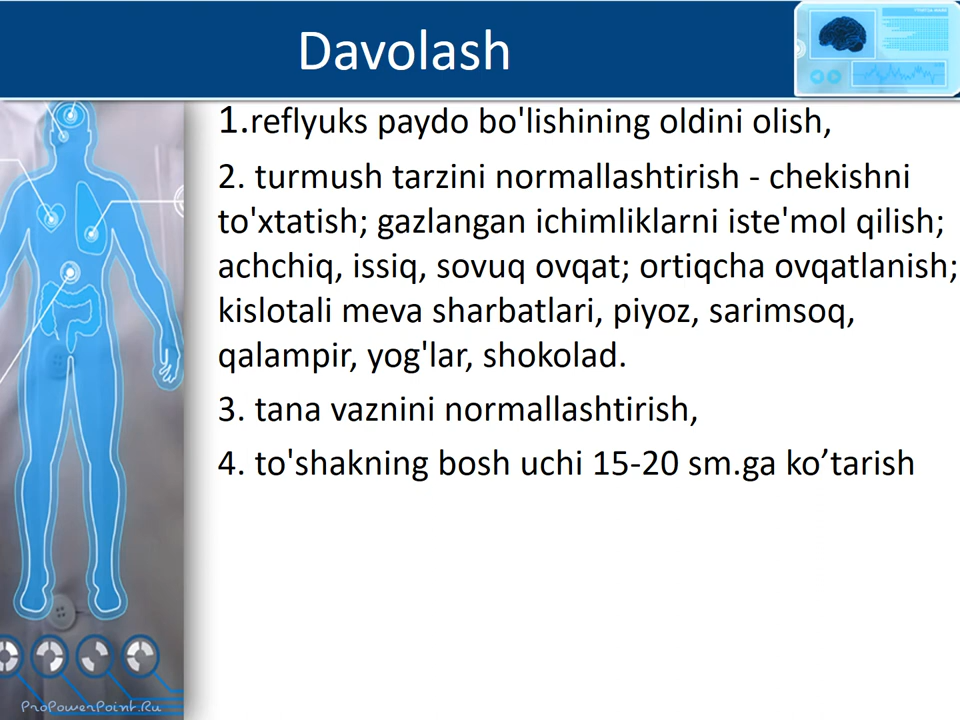 Davolash
1.reflyuks paydo bo'lishining oldini olish,
2. turmush tarzini normallashtirish - chekishni
to'xtatish; gazlangan ichimliklarni iste'mol qilish;
achchiq, issiq, sovuq ovqat; ortiqcha ovqatlanish;
kislotali meva sharbatlari, piyoz, sarimsoq,
qalampir, yog'lar, shokolad.
3. tana vaznini normallashtirish,
4. to'shakning bosh uchi 15-20 sm.ga ko’tarish
ProPowerPoint.Ru